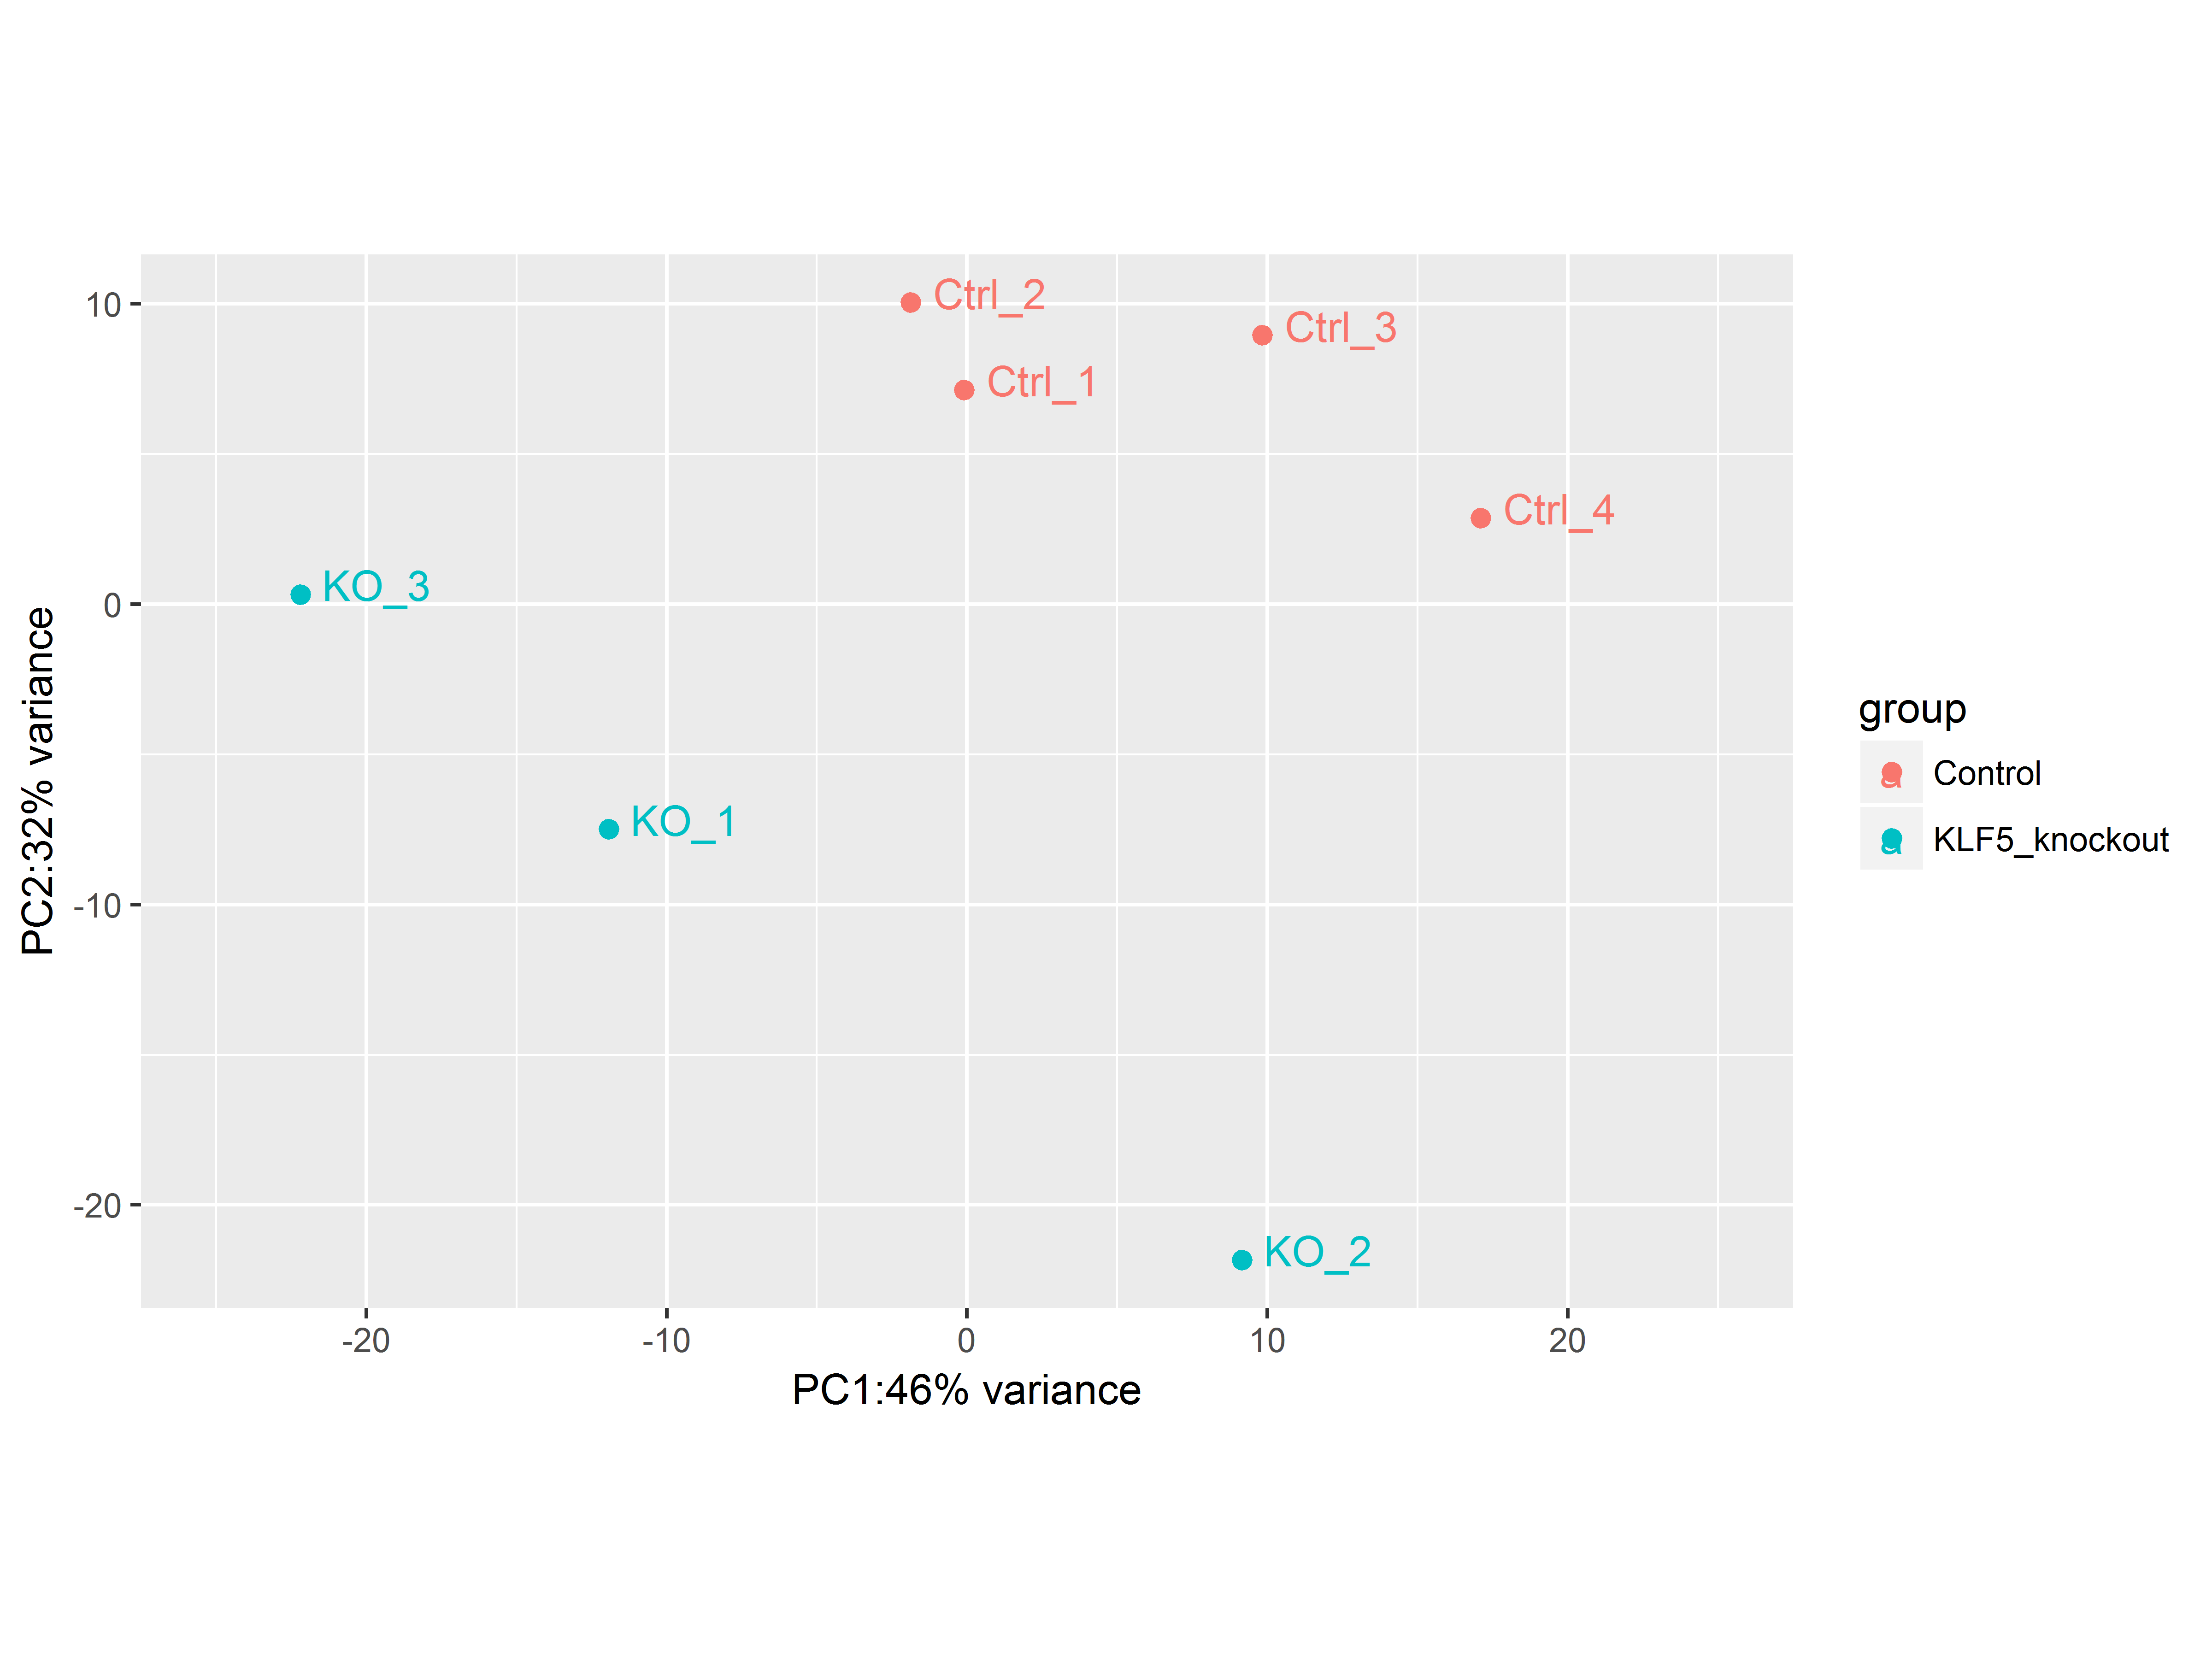 10
0
-10
-20
PC2:32% variance
Ctrl_2
Ctrl_3
Ctrl_1
Ctrl_4
KO_3
KO_1
KO_2
-20
-10
0
10
20
PC1:46% variance
group
a Control
a KLF5_knockout